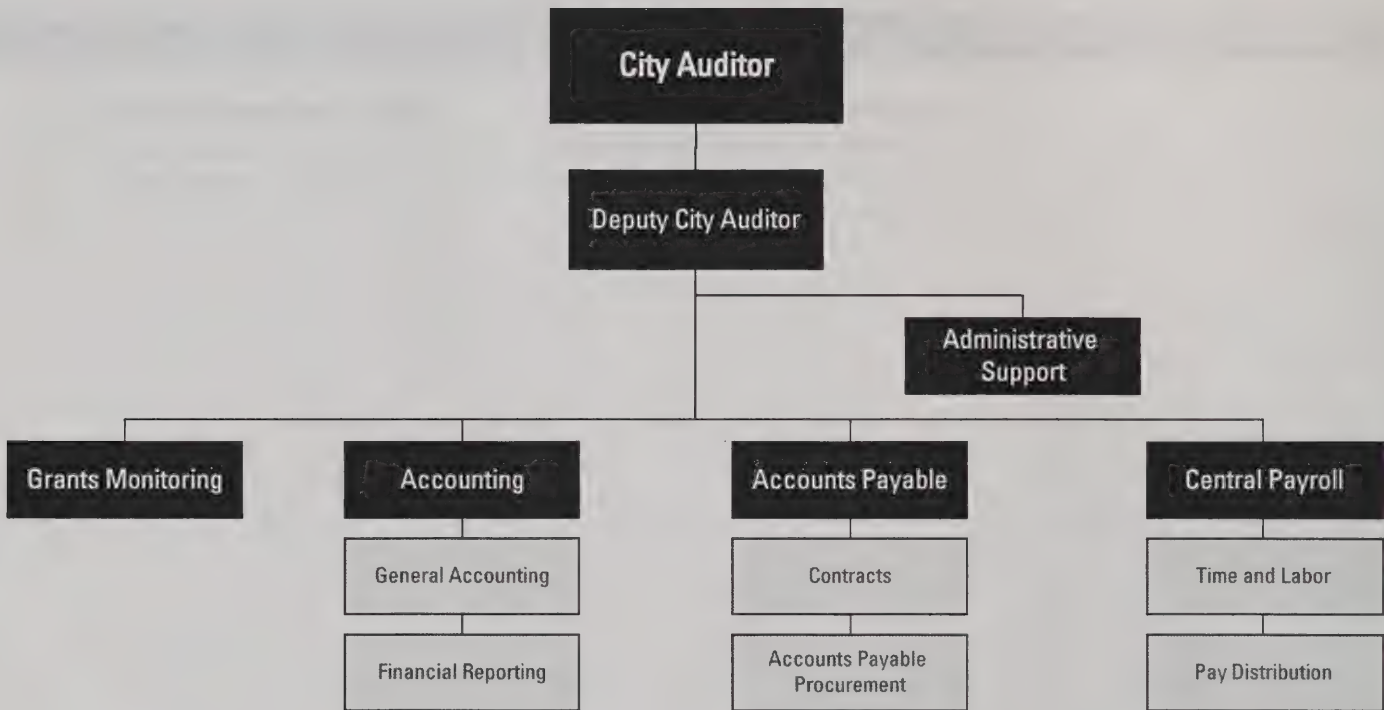 City Auditor
Deputy City Auditor
Administrative
Support
Grants Monitoring
Accounting
Accounts Payable
Central Payroll
General Accounting
Contracts
Time and Labor
Financial Reporting
Accounts Payable
Procurement
Pay Distribution